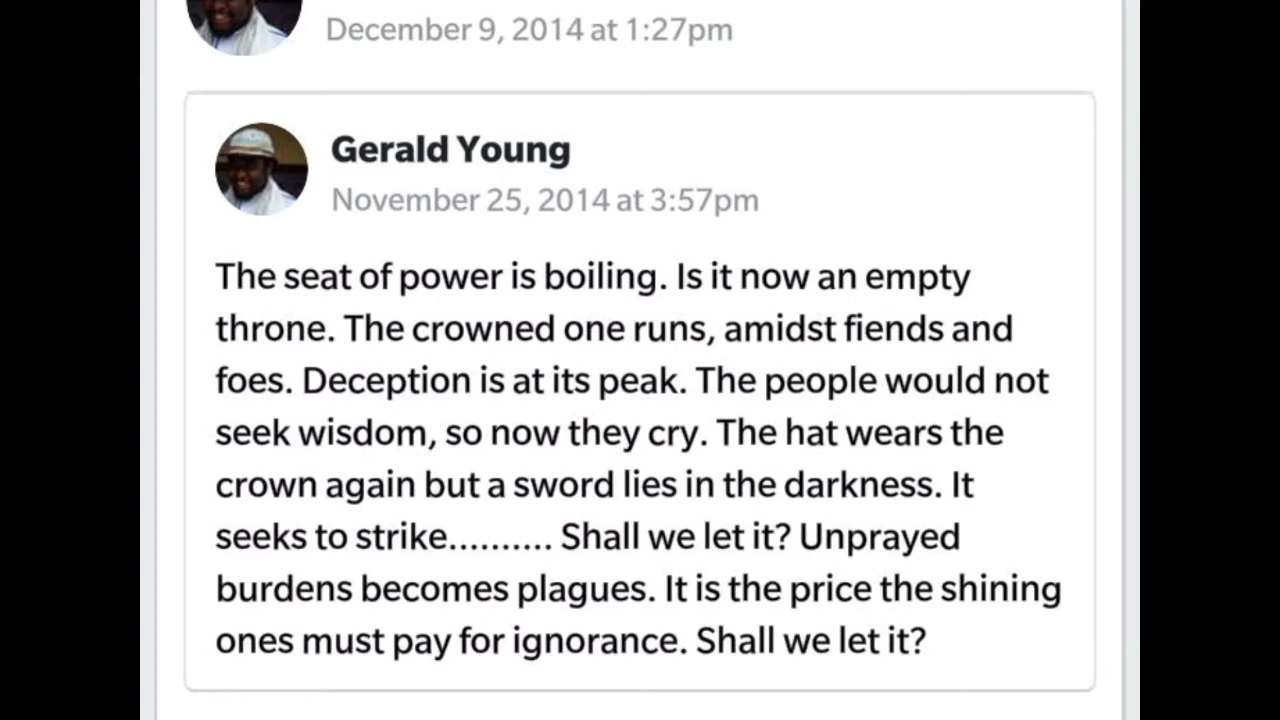 December 9, 2014 at 1:27pm
Gerald Young
November 25, 2014 at 3:57pm
The seat of power is boiling. Is it now an empty
throne. The crowned one runs, amidst fiends and
foes. Deception is at its peak. The people would not
seek wisdom, so now they cry. The hat wears the
crown again but a sword lies in the darkness. It
seeks to strike.......... Shall we let it? Unprayed
burdens becomes plagues. It is the price the shining
ones must pay for ignorance. Shall we let it?